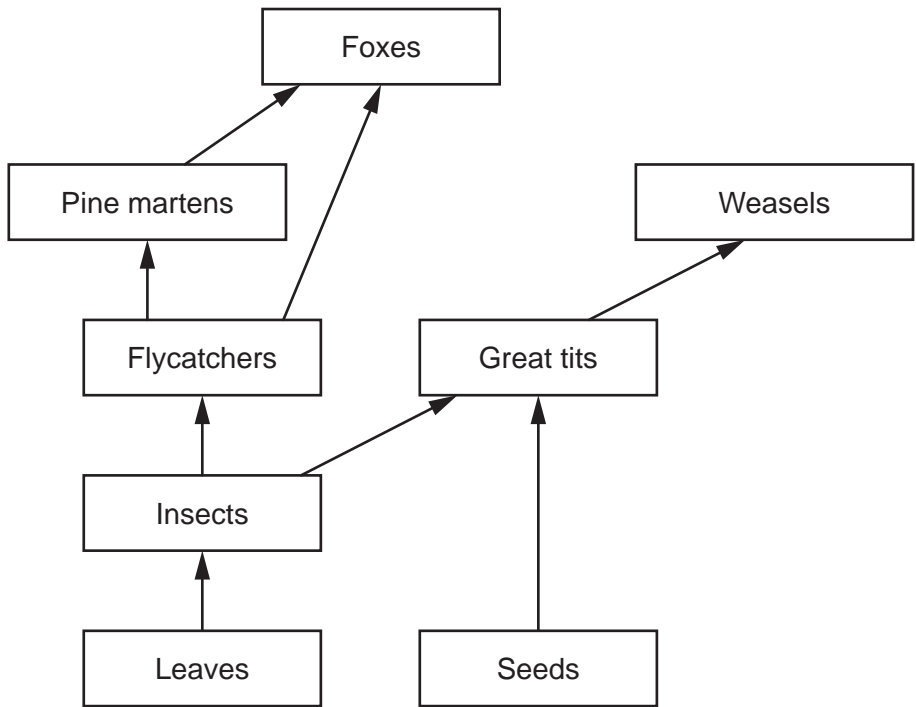 Foxes
Pine martens
Weasels
Flycatchers
Great tits
Insects
Leaves
Seeds